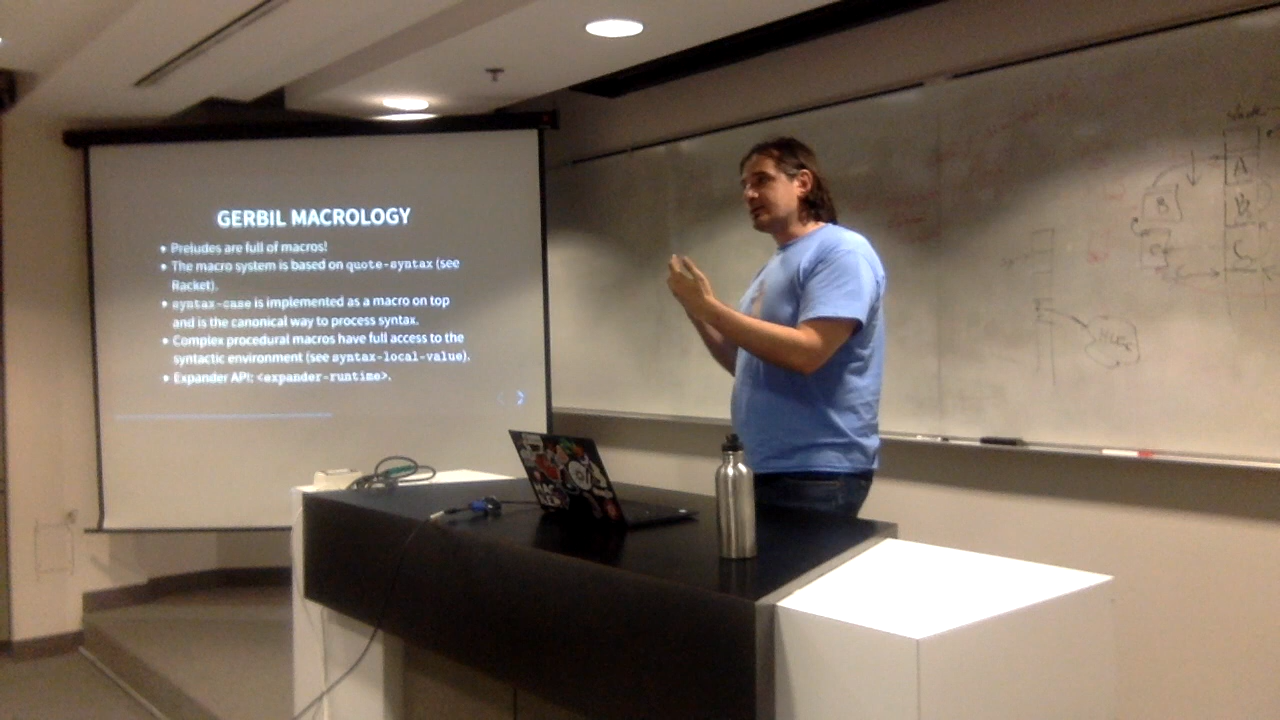 GERBIL MACROLOGY
• Preludes are full of macros!
• The macro system is based on quote-syntax (see
Racket).
• syntax-case is implemented as a macro on top
and is the canonical way to process syntax.
• Complex procedural macros have full access to the
syntactic environment (see syntax-local-value).
• Expander API: <expander-runtime>.
A
B